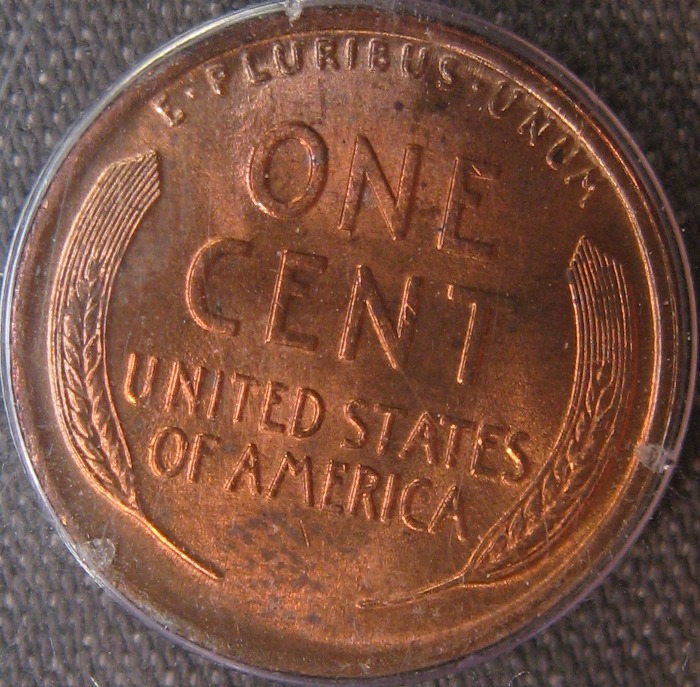 E·PLURIBUS·UNUM
ONE
CENT
UNITED STATES
OF AMERICA